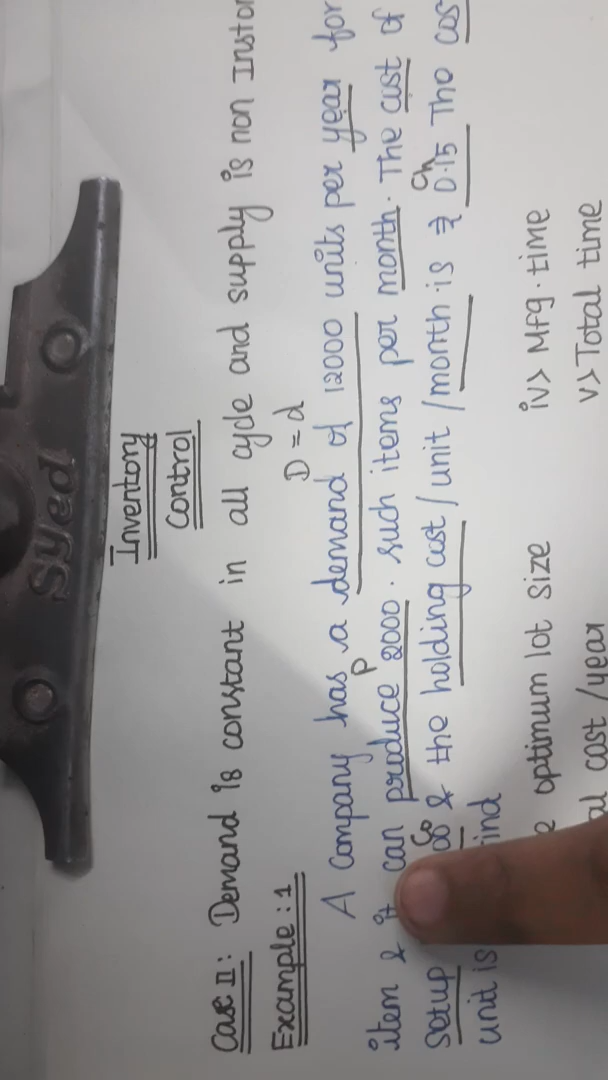 Syed
Inventory
Control
Case II: Demand is constant in all cycle and supply is non
Example: 1
D = d
A Company has a demand of 12000 units per year for
P
item & it can produce 2000. such items per month. The cost of
Co Ch
Setup & the holding cost / unit / month is ₹ 0.15 The
unit is
optimum lot size iv> Mfg. time
cost / year v> Total time